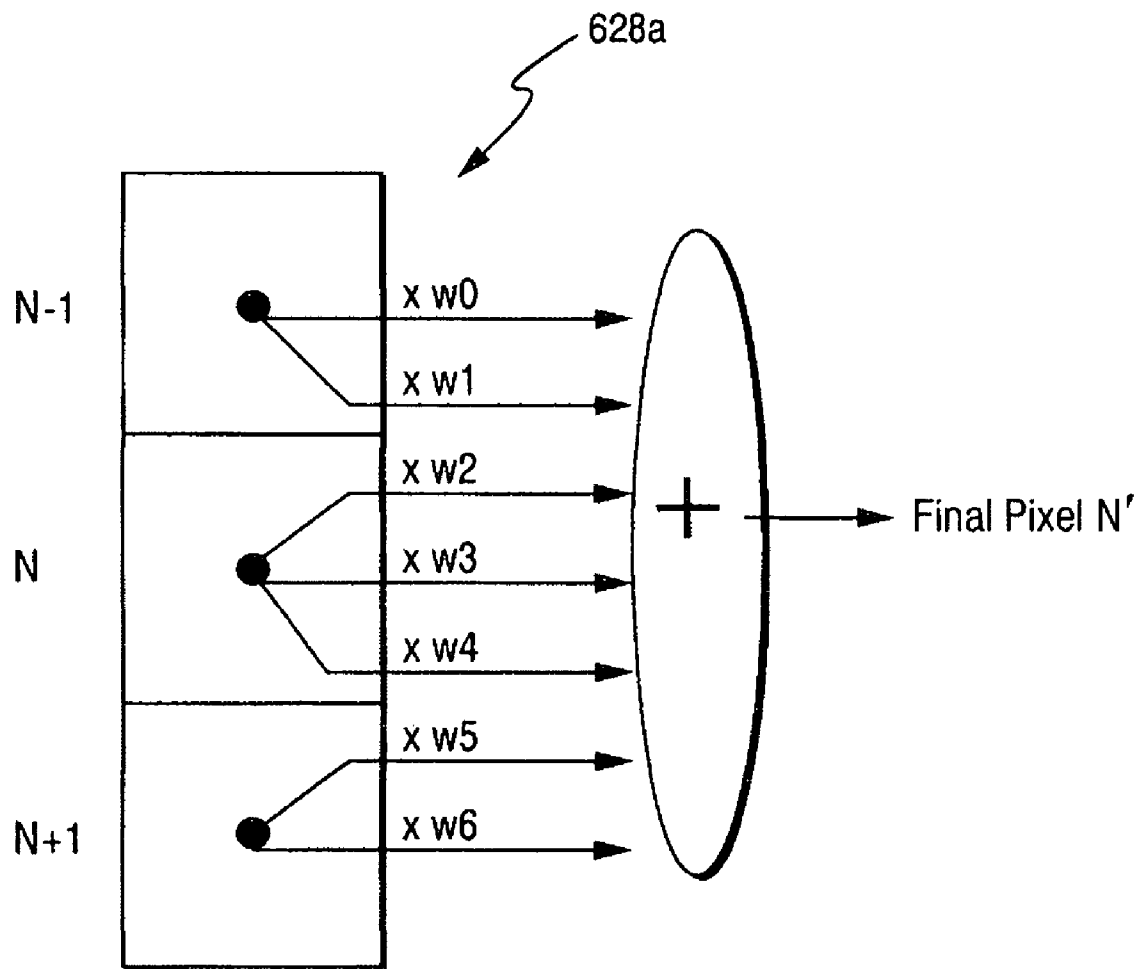 628a
N-1
x w0
x w1
N
x w2
x w3
x w4
+
Final Pixel N'
N+1
x w5
x w6